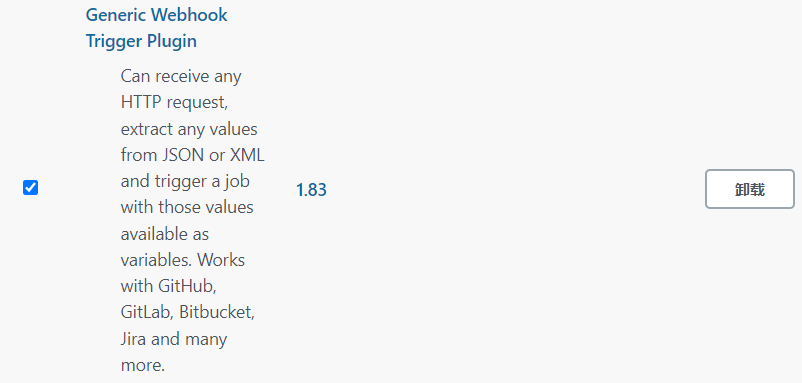 Generic Webhook
Trigger Plugin
Can receive any
HTTP request,
extract any values
from JSON or XML
and trigger a job
with those values
available as
variables. Works
with GitHub,
GitLab, Bitbucket,
Jira and many
more.
1.83
卸载